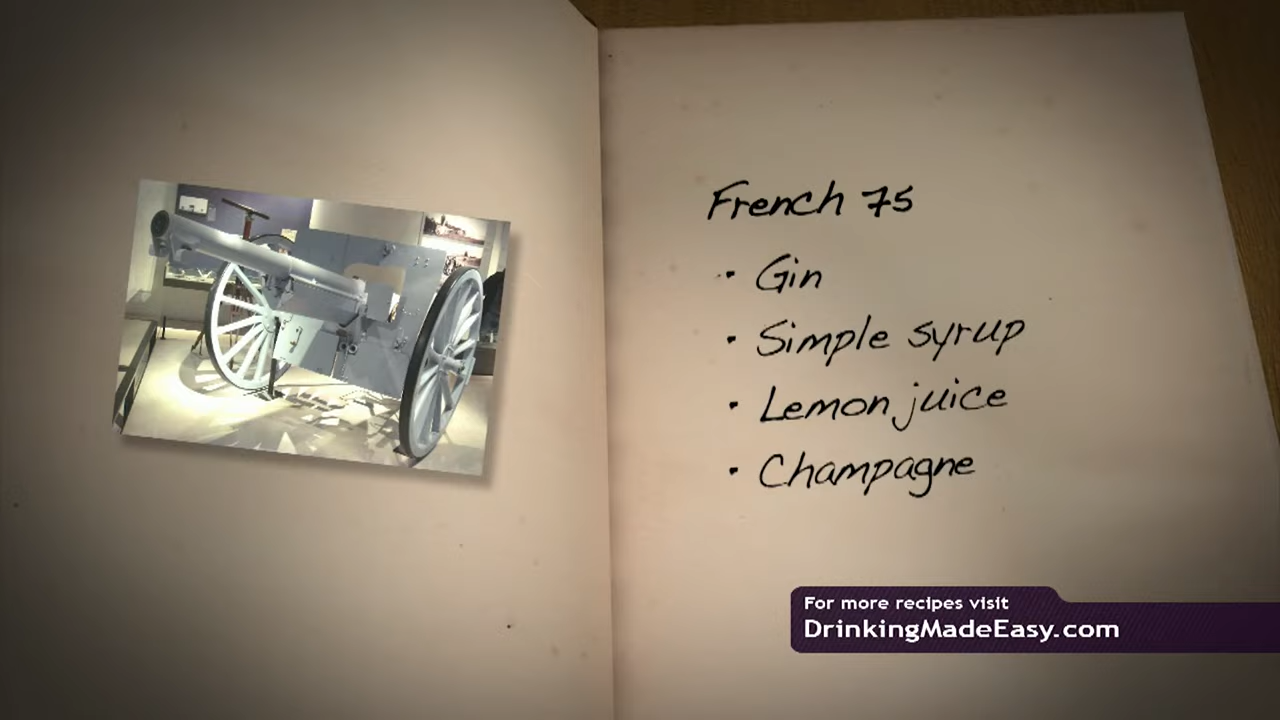 French 75
• Gin
• Simple syrup
• Lemon juice
• Champagne
For more recipes visit
DrinkingMadeEasy.com